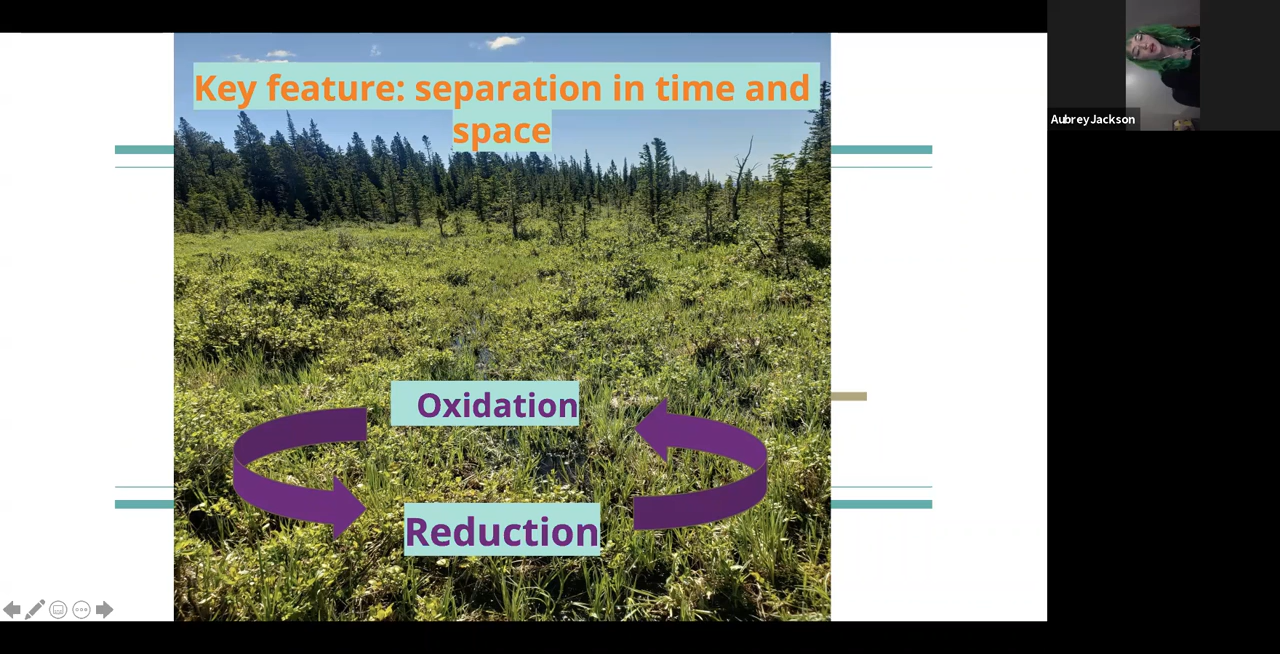 Key feature: separation in time and
space
Aubrey Jackson
Oxidation
Reduction